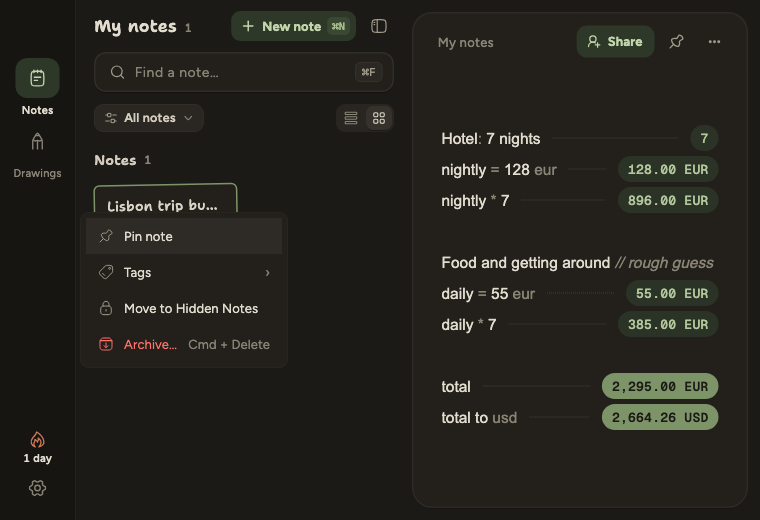 My notes 1
+ New note ⌘N
Find a note... ⌘F
All notes
Notes
Drawings
Notes 1
Lisbon trip bu...
Pin note
Tags
Move to Hidden Notes
Archive... Cmd + Delete
1 day
My notes
Share
Hotel: 7 nights 7
nightly = 128 eur 128.00 EUR
nightly * 7 896.00 EUR
Food and getting around // rough guess
daily = 55 eur 55.00 EUR
daily * 7 385.00 EUR
total 2,295.00 EUR
total to usd 2,664.26 USD